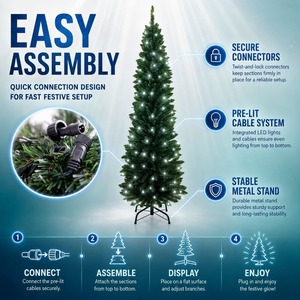 EASY
ASSEMBLY
QUICK CONNECTION DESIGN
FOR FAST FESTIVE SETUP
SECURE
CONNECTORS
Twist-and-lock connectors
keep sections firmly in
place for a reliable setup.
PRE-LIT
CABLE SYSTEM
Integrated LED lights
and cables ensure even
lighting from top to bottom.
STABLE
METAL STAND
Durable metal stand
provides sturdy support
and long-lasting stability.
1
CONNECT
Connect the pre-lit
cables securely.
2
ASSEMBLE
Attach the sections
from top to bottom.
3
DISPLAY
Place on a flat surface
and adjust branches.
4
ENJOY
Plug in and enjoy
the festive glow!